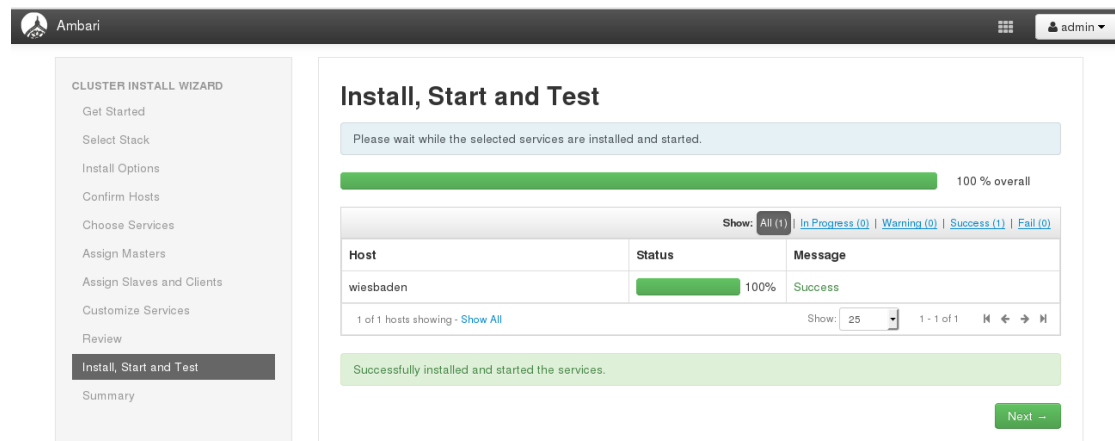 Ambari
admin
CLUSTER INSTALL WIZARD
Get Started
Select Stack
Install Options
Confirm Hosts
Choose Services
Assign Masters
Assign Slaves and Clients
Customize Services
Review
Install, Start and Test
Summary
Install, Start and Test
Please wait while the selected services are installed and started.
100 % overall
Show: All (1) | In Progress (0) | Warning (0) | Success (1) | Fail (0)
Host Status Message
wiesbaden 100% Success
1 of 1 hosts showing - Show All Show: 25 1 - 1 of 1
Successfully installed and started the services.
Next →